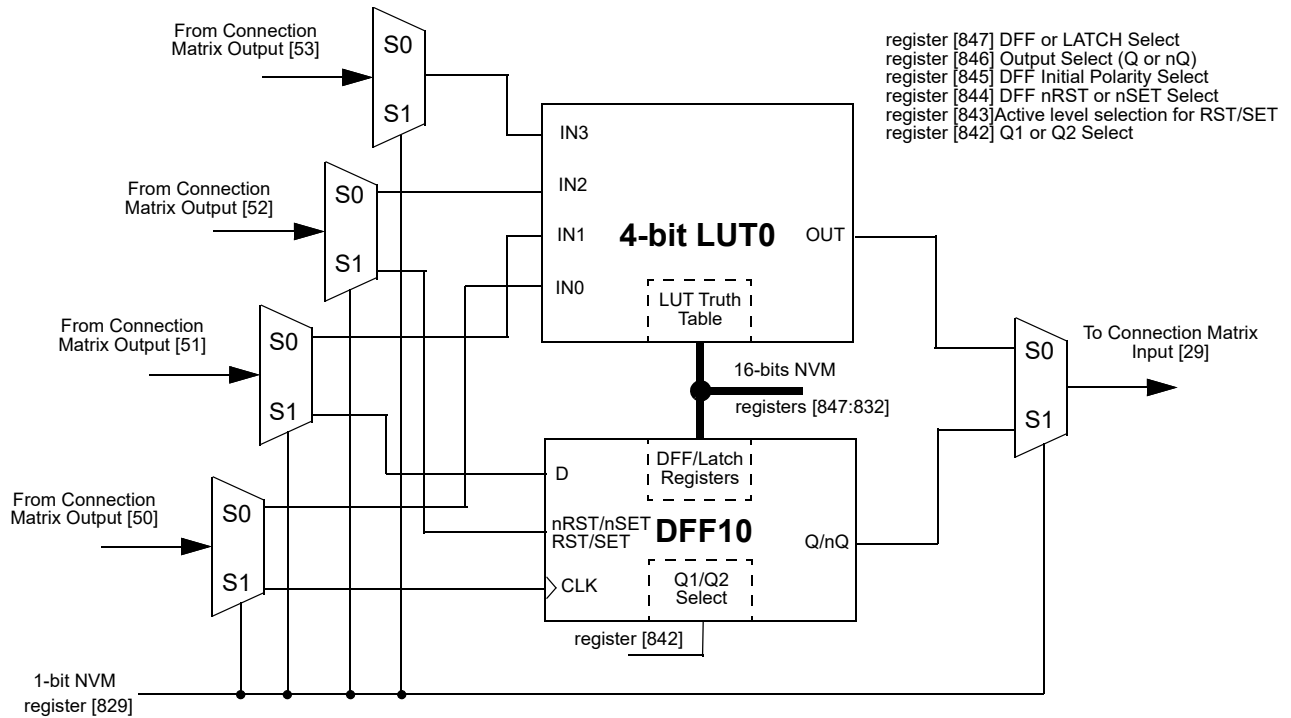 From Connection
Matrix Output [53]
S0
S1
register [847] DFF or LATCH Select
register [846] Output Select (Q or nQ)
register [845] DFF Initial Polarity Select
register [844] DFF nRST or nSET Select
register [843]Active level selection for RST/SET
register [842] Q1 or Q2 Select
From Connection
Matrix Output [52]
S0
S1
IN3
IN2
IN1
IN0
4-bit LUT0
OUT
LUT Truth
Table
From Connection
Matrix Output [51]
S0
S1
16-bits NVM
registers [847:832]
S0
S1
To Connection Matrix
Input [29]
From Connection
Matrix Output [50]
S0
S1
D
nRST/nSET
RST/SET
CLK
DFF/Latch
Registers
DFF10
Q/nQ
Q1/Q2
Select
register [842]
1-bit NVM
register [829]